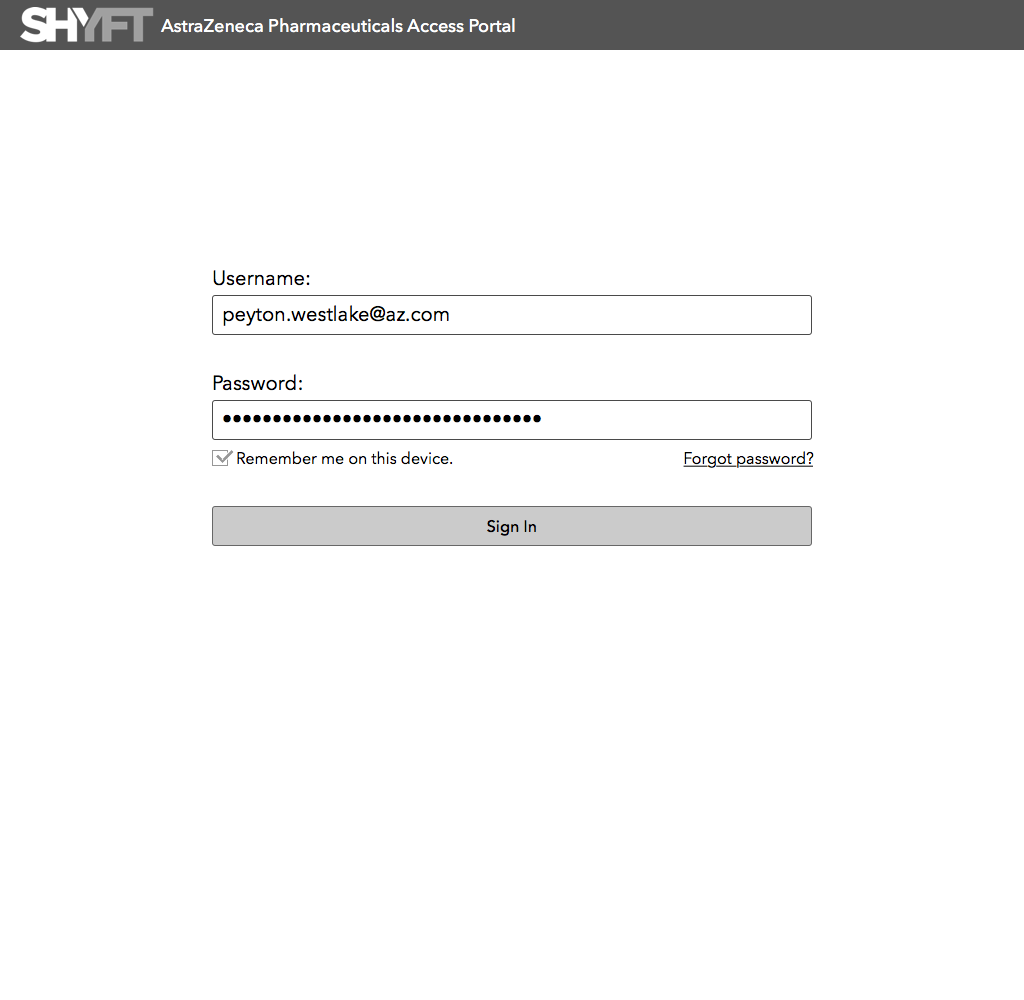 SHYFT AstraZeneca Pharmaceuticals Access Portal
Username:
peyton.westlake@az.com
Password:
••••••••••••••••••••••••••••••••
Remember me on this device. Forgot password?
Sign In